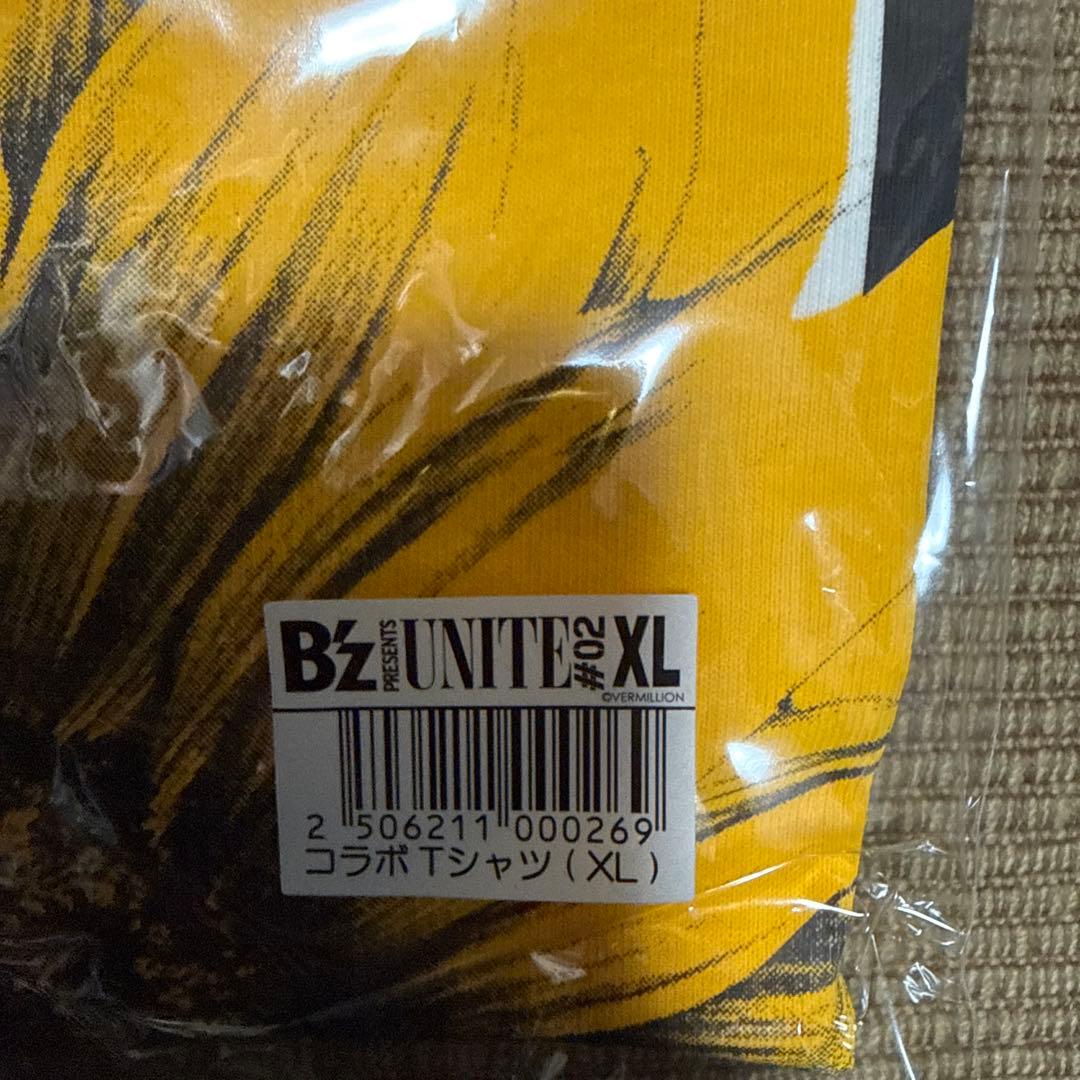 B'z PRESENTS UNITE #02 XL
©VERMILLION
2 506211 000269
コラボTシャツ(XL)